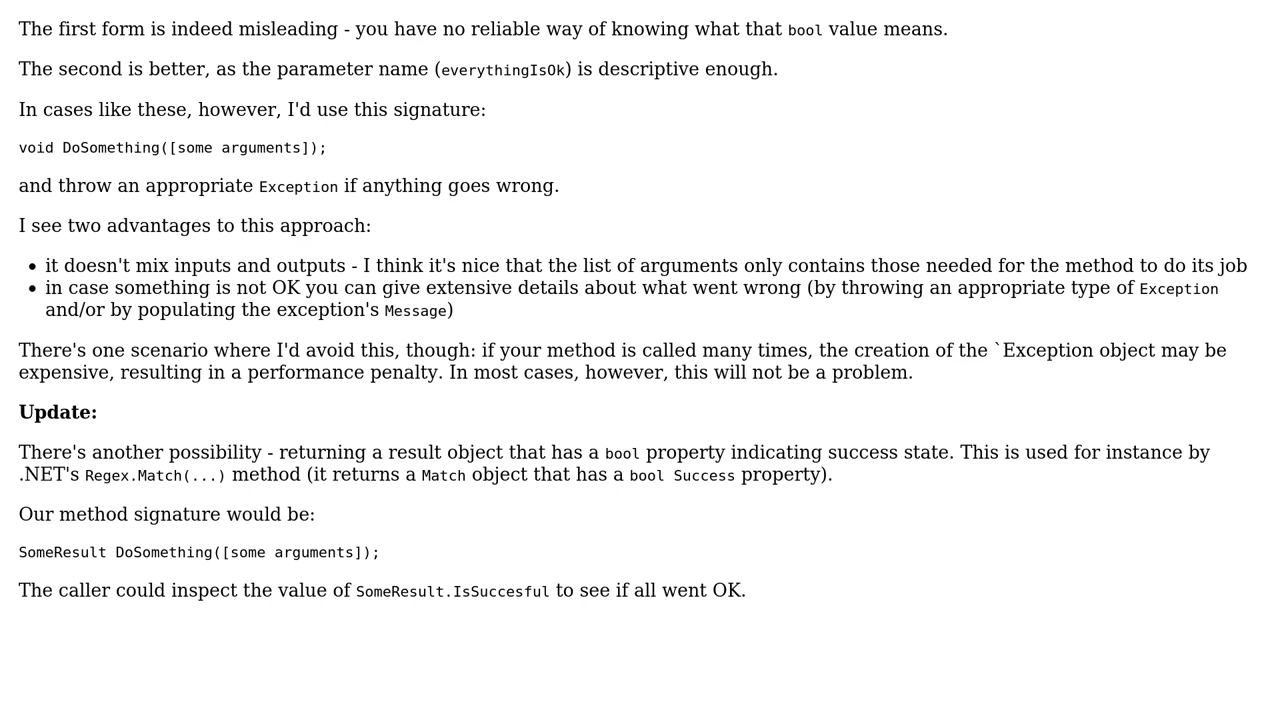 The first form is indeed misleading - you have no reliable way of knowing what that bool value means.
The second is better, as the parameter name (everythingIsOk) is descriptive enough.
In cases like these, however, I'd use this signature:
void DoSomething([some arguments]);
and throw an appropriate Exception if anything goes wrong.
I see two advantages to this approach:
• it doesn't mix inputs and outputs - I think it's nice that the list of arguments only contains those needed for the method to do its job
• in case something is not OK you can give extensive details about what went wrong (by throwing an appropriate type of Exception
and/or by populating the exception's Message)
There's one scenario where I'd avoid this, though: if your method is called many times, the creation of the `Exception object may be
expensive, resulting in a performance penalty. In most cases, however, this will not be a problem.
Update:
There's another possibility - returning a result object that has a bool property indicating success state. This is used for instance by
.NET's Regex.Match(...) method (it returns a Match object that has a bool Success property).
Our method signature would be:
SomeResult DoSomething([some arguments]);
The caller could inspect the value of SomeResult.IsSuccesful to see if all went OK.